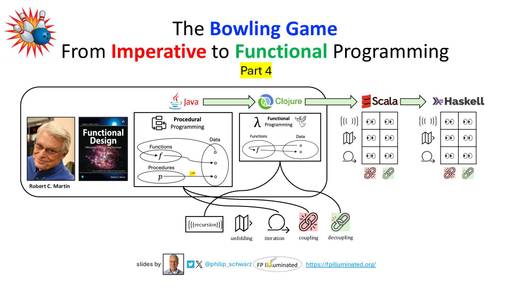 The Bowling Game
From Imperative to Functional Programming
Part 4
Java
Clojure
Scala
Haskell
Functional
Design
Robert C. Martin
Procedural
Programming
Data
Functions
f
Procedures
p
λ
Functional
Programming
Functions
Data
f
(((recursion)))
unfolding
iteration
coupling
decoupling
slides by
@philip_schwarz
FP Illuminated
https://fpilluminated.org/